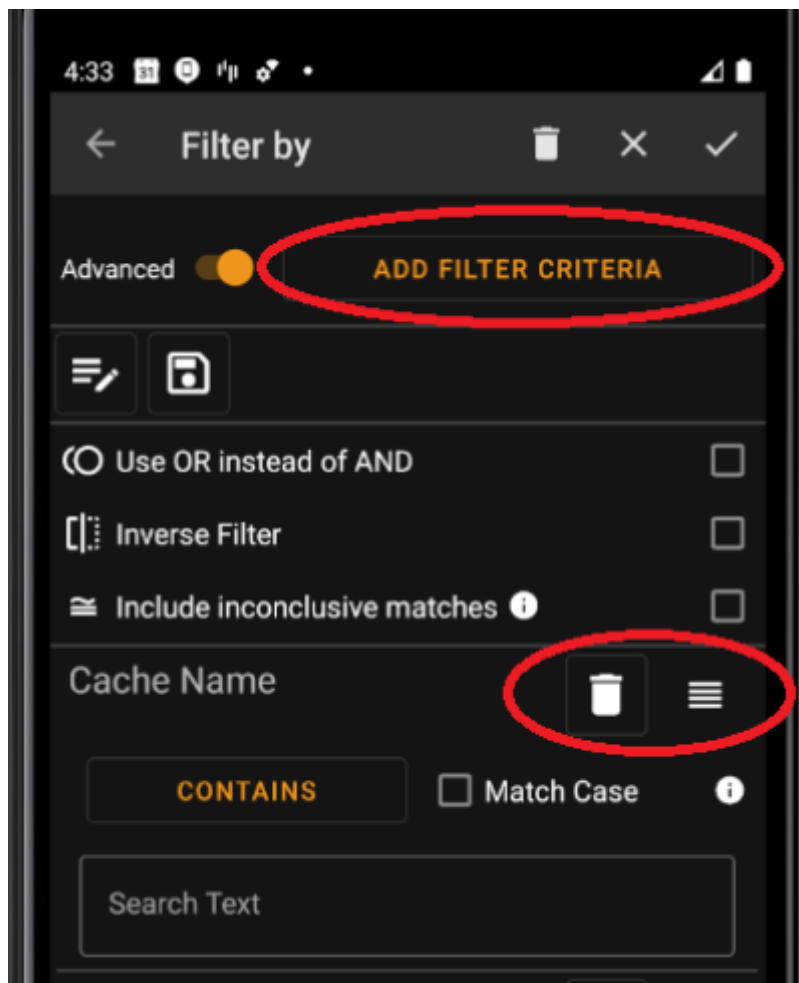 4:33 31
Filter by
Advanced ADD FILTER CRITERIA
Use OR instead of AND
Inverse Filter
Include inconclusive matches i
Cache Name
CONTAINS Match Case i
Search Text